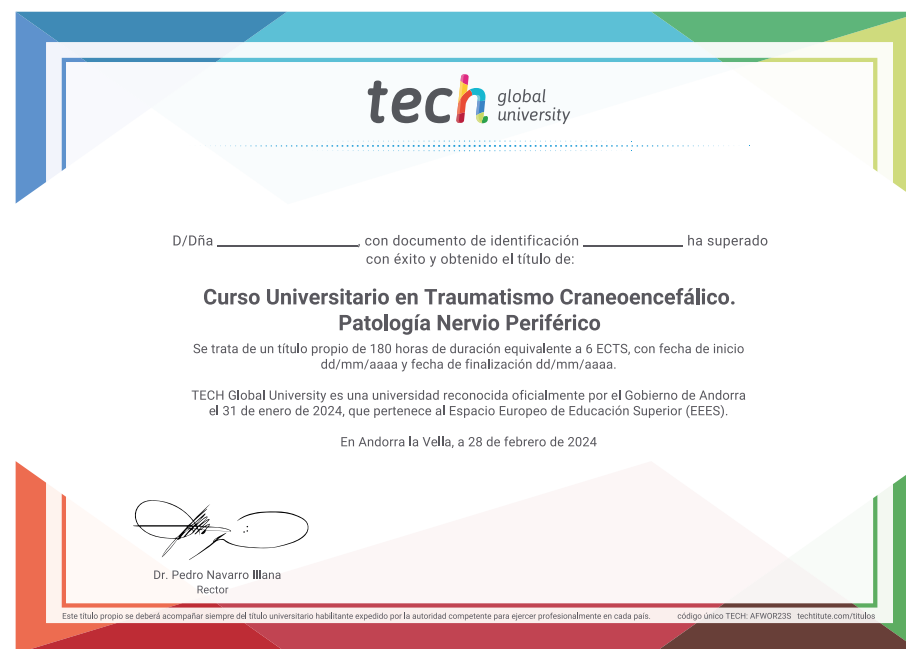 tech global university
D/Dña ____________________, con documento de identificación ______________ ha superado
con éxito y obtenido el título de:
Curso Universitario en Traumatismo Craneoencefálico.
Patología Nervio Periférico
Se trata de un título propio de 180 horas de duración equivalente a 6 ECTS, con fecha de inicio
dd/mm/aaaa y fecha de finalización dd/mm/aaaa.
TECH Global University es una universidad reconocida oficialmente por el Gobierno de Andorra
el 31 de enero de 2024, que pertenece al Espacio Europeo de Educación Superior (EEES).
En Andorra la Vella, a 28 de febrero de 2024
Dr. Pedro Navarro Illana
Rector
Este título propio se deberá acompañar siempre del título universitario habilitante expedido por la autoridad competente para ejercer profesionalmente en cada país. código único TECH: AFWOR23S techtitute.com/titulos